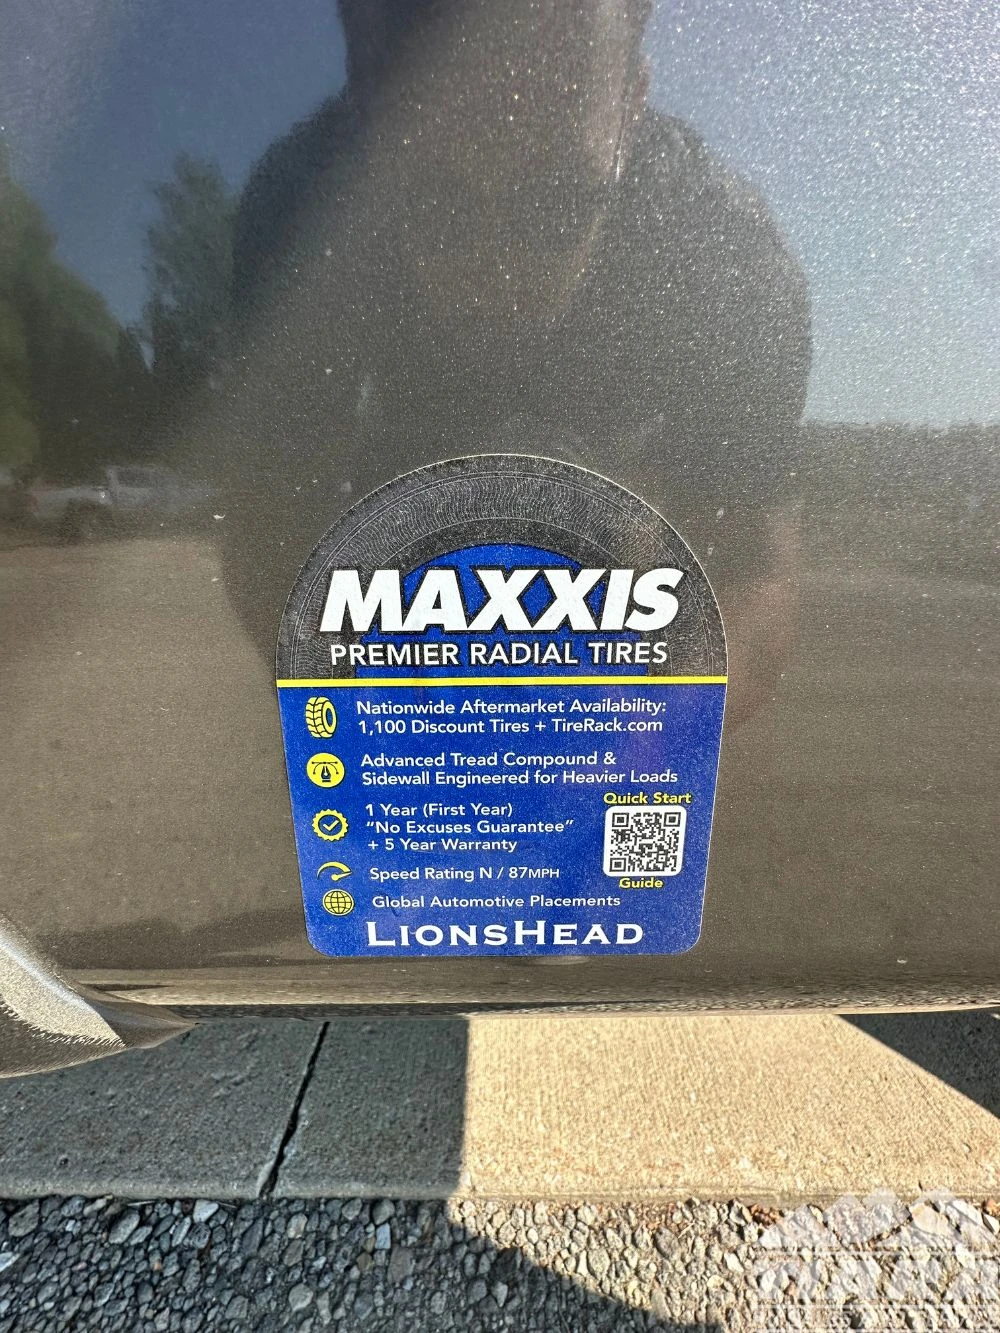 MAXXIS
PREMIER RADIAL TIRES
Nationwide Aftermarket Availability:
1,100 Discount Tires + TireRack.com
Advanced Tread Compound &
Sidewall Engineered for Heavier Loads
1 Year (First Year)
"No Excuses Guarantee"
+ 5 Year Warranty
Quick Start
Guide
Speed Rating N / 87MPH
Global Automotive Placements
LIONSHEAD